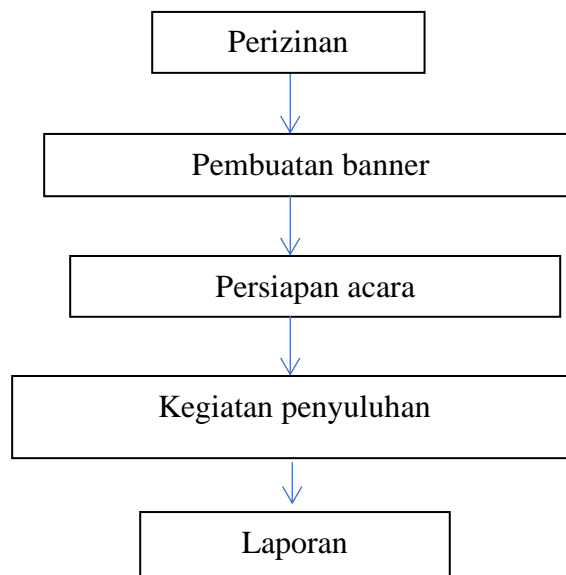 Perizinan
Pembuatan banner
Persiapan acara
Kegiatan penyuluhan
Laporan